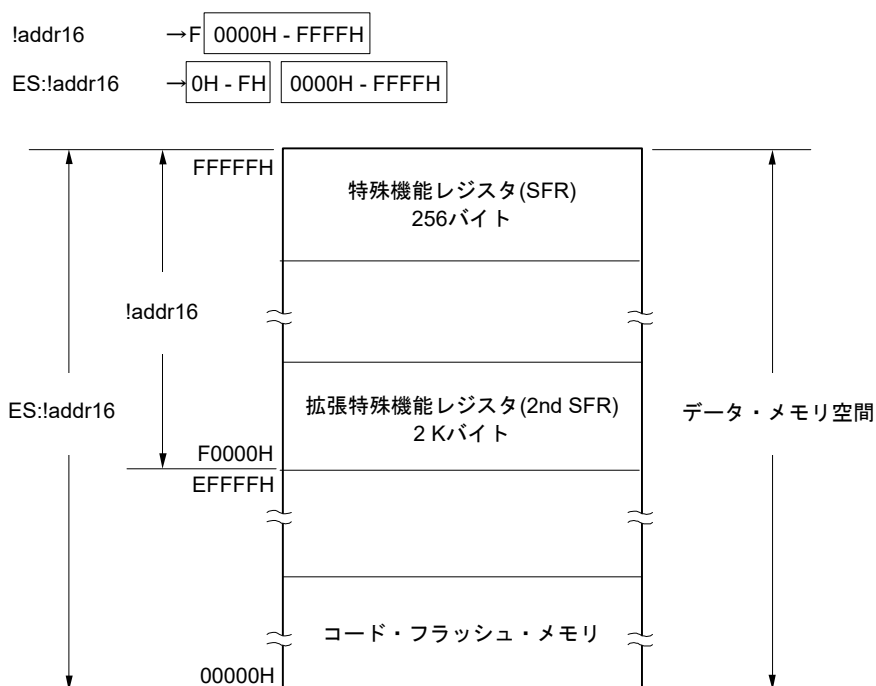 !addr16 →F 0000H - FFFFH
ES:!addr16 →0H - FH 0000H - FFFFH
FFFFFH
特殊機能レジスタ(SFR)
256バイト
!addr16
ES:!addr16
拡張特殊機能レジスタ(2nd SFR)
2 Kバイト
データ・メモリ空間
F0000H
EFFFFH
コード・フラッシュ・メモリ
00000H